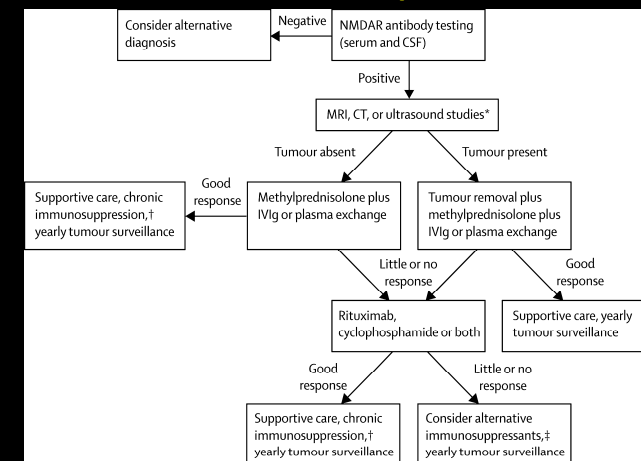 Consider alternative
diagnosis
Negative
NMDAR antibody testing
(serum and CSF)
Positive
MRI, CT, or ultrasound studies*
Tumour absent
Tumour present
Supportive care, chronic
immunosuppression,†
yearly tumour surveillance
Good
response
Methylprednisolone plus
IVIg or plasma exchange
Tumour removal plus
methylprednisolone plus
IVIg or plasma exchange
Little or no
response
Good
response
Rituximab,
cyclophosphamide or both
Supportive care, yearly
tumour surveillance
Good
response
Little or no
response
Supportive care, chronic
immunosuppression,†
yearly tumour surveillance
Consider alternative
immunosuppressants,‡
yearly tumour surveillance